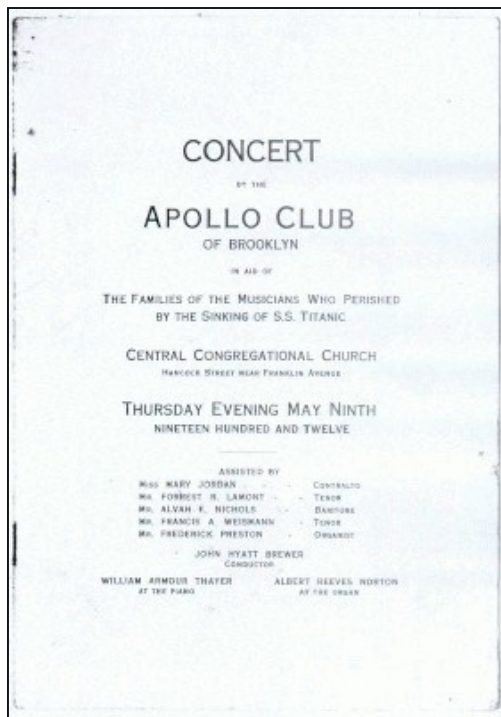 CONCERT
BY THE
APOLLO CLUB
OF BROOKLYN
IN AID OF
THE FAMILIES OF THE MUSICIANS WHO PERISHED
BY THE SINKING OF S.S. TITANIC
CENTRAL CONGREGATIONAL CHURCH
HANCOCK STREET NEAR FRANKLIN AVENUE
THURSDAY EVENING MAY NINTH
NINETEEN HUNDRED AND TWELVE
ASSISTED BY
MISS MARY JORDAN - - - CONTRALTO
MR. FORREST R. LAMONT - - TENOR
MR. ALVAH E. NICHOLS - - BARITONE
MR. FRANCIS A. WEISMANN - TENOR
MR. FREDERICK PRESTON - - ORGANIST
JOHN HYATT BREWER
CONDUCTOR
WILLIAM ARMOUR THAYER ALBERT REEVES NORTON
AT THE PIANO AT THE ORGAN